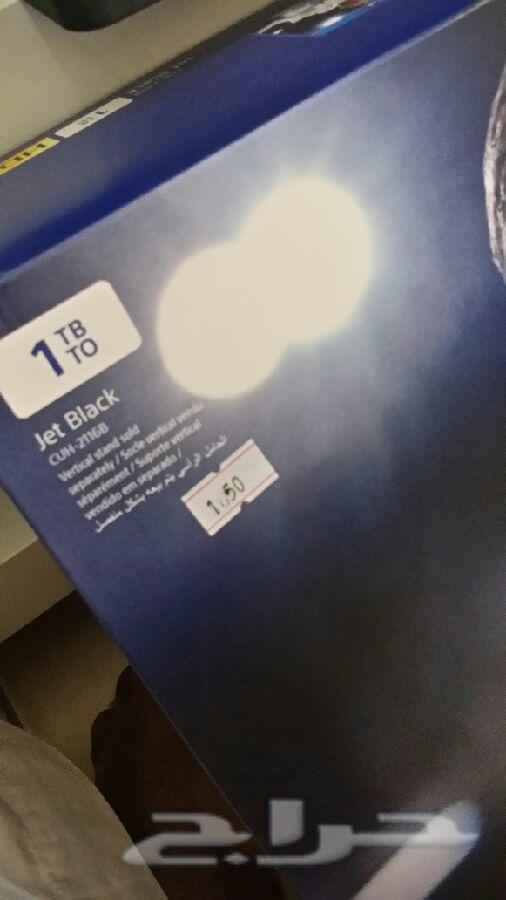 1 TB
TO
Jet Black
CUH-2116B
Vertical stand sold
separately / Socle vertical vendu
séparément / Suporte vertical
vendido em separado /
الحامل الرأسي يتم بيعه بشكل منفصل
1.50
حراج